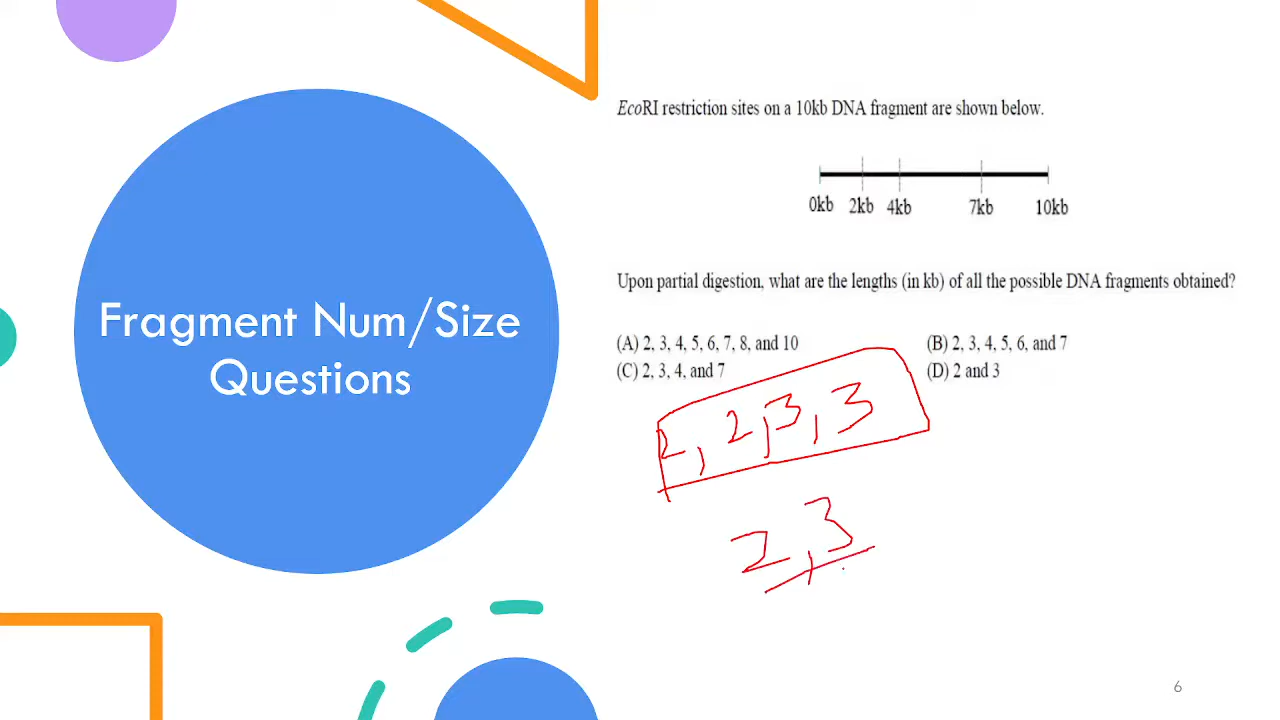 Fragment Num/Size
Questions
EcoRI restriction sites on a 10kb DNA fragment are shown below.
0kb 2kb 4kb 7kb 10kb
Upon partial digestion, what are the lengths (in kb) of all the possible DNA fragments obtained?
(A) 2, 3, 4, 5, 6, 7, 8, and 10
(B) 2, 3, 4, 5, 6, and 7
(C) 2, 3, 4, and 7
(D) 2 and 3
2, 2, 3, 3
2, 3
6